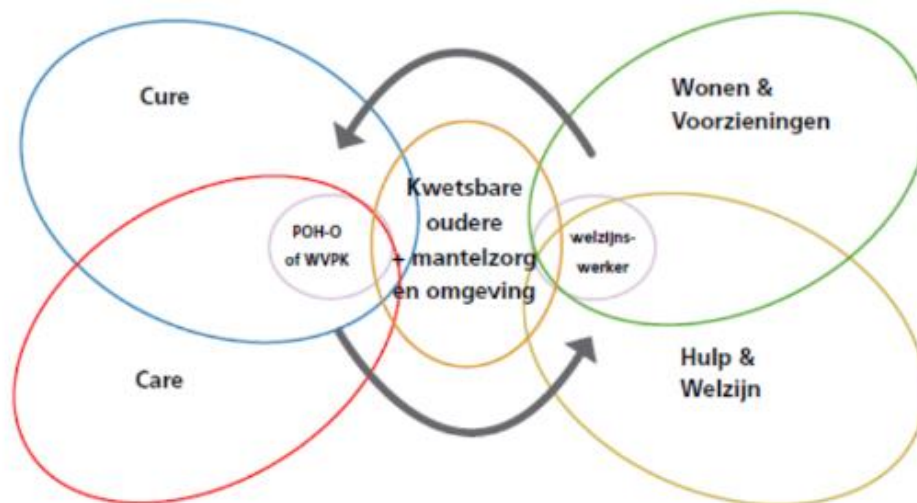 Cure
Wonen &
Voorzieningen
Kwetsbare
oudere
+ mantelzorg
en omgeving
POH-O
of WVPK
welzijns-
werker
Care
Hulp &
Welzijn